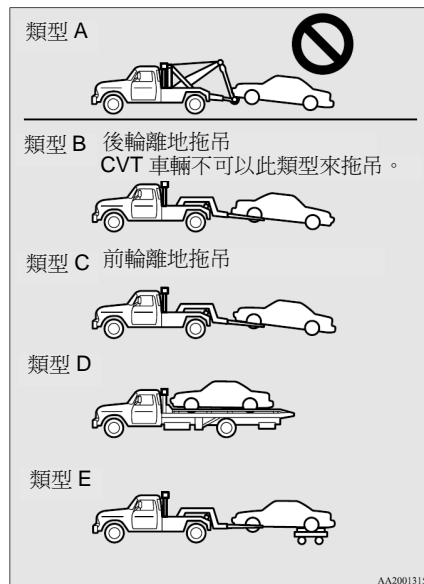 類型 A
類型 B 後輪離地拖吊
CVT 車輛不可以此類型來拖吊。
類型 C 前輪離地拖吊
類型 D
類型 E
AA2001315